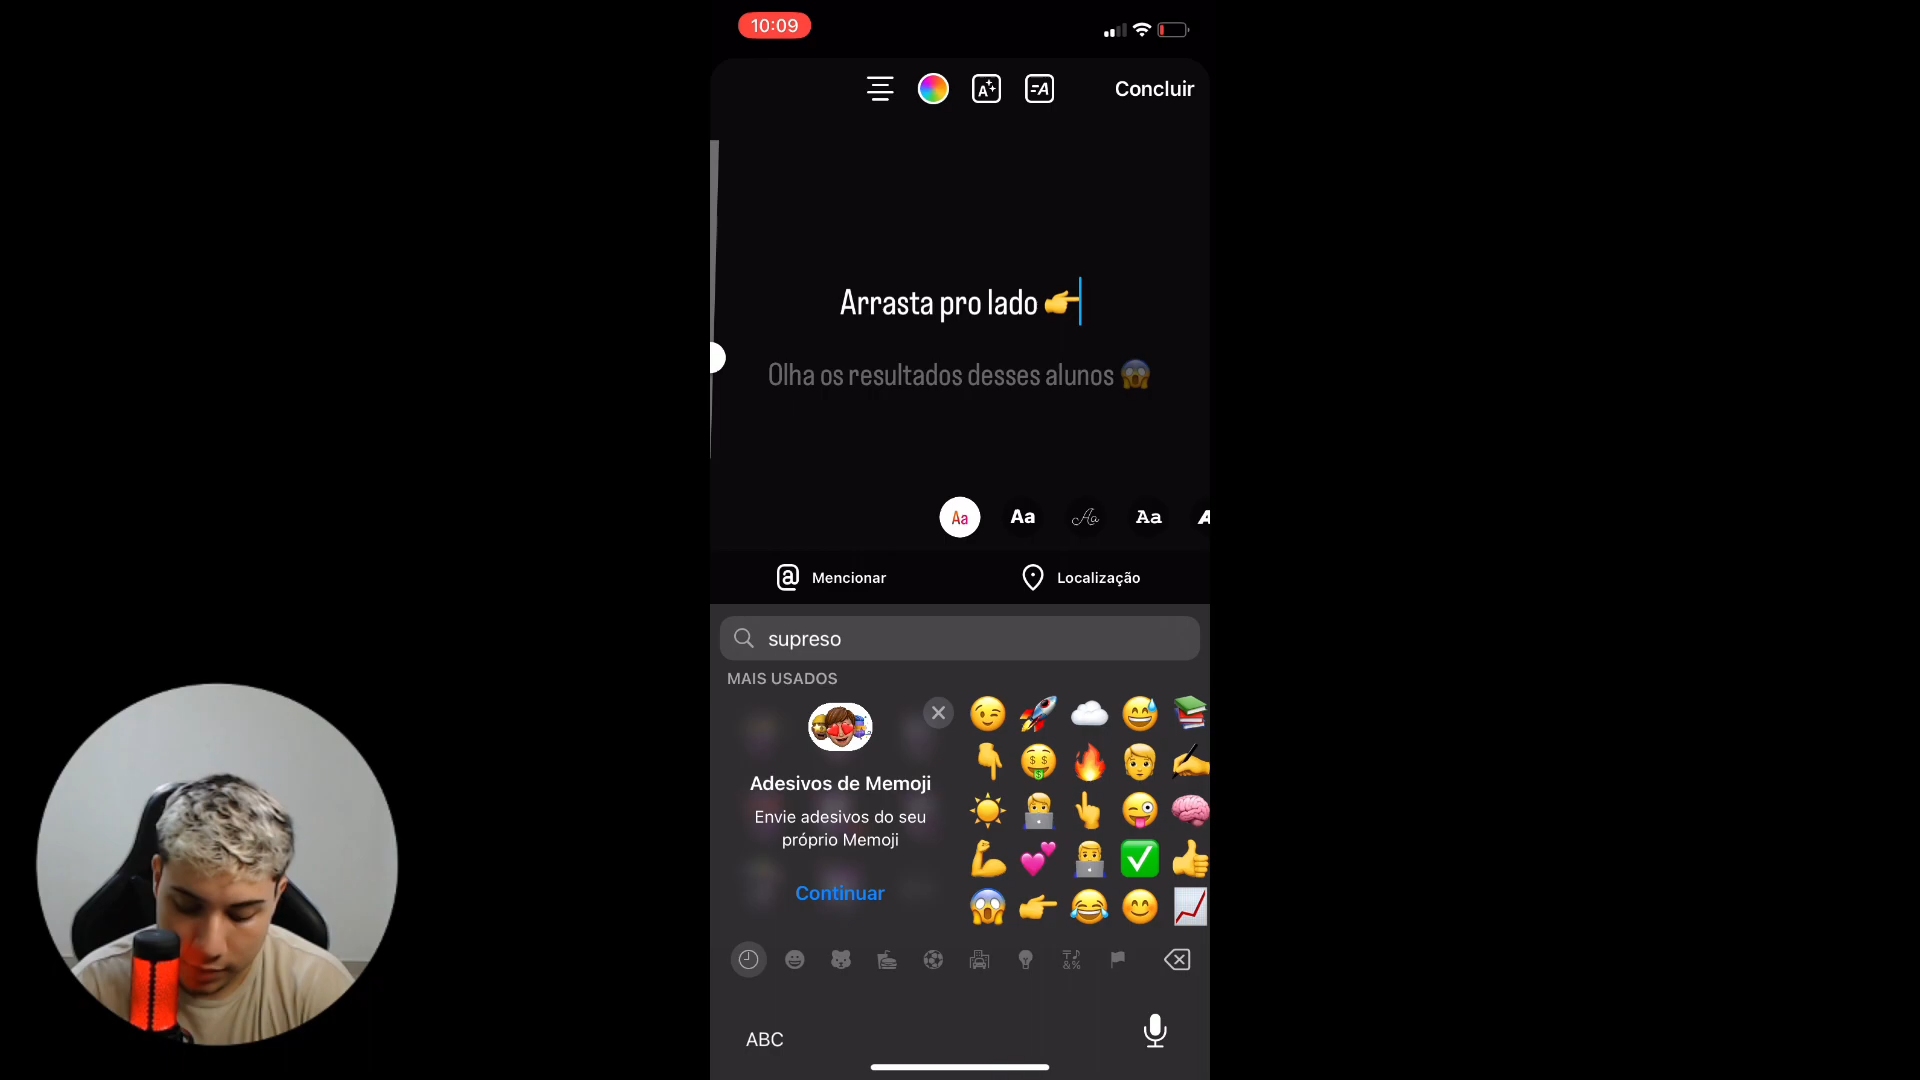 10:09
Concluir
Arrasta pro lado 👉
Olha os resultados desses alunos 😱
Aa Aa Aa Aa
Mencionar
Localização
supreso
MAIS USADOS
Adesivos de Memoji
Envie adesivos do seu
próprio Memoji
Continuar
ABC